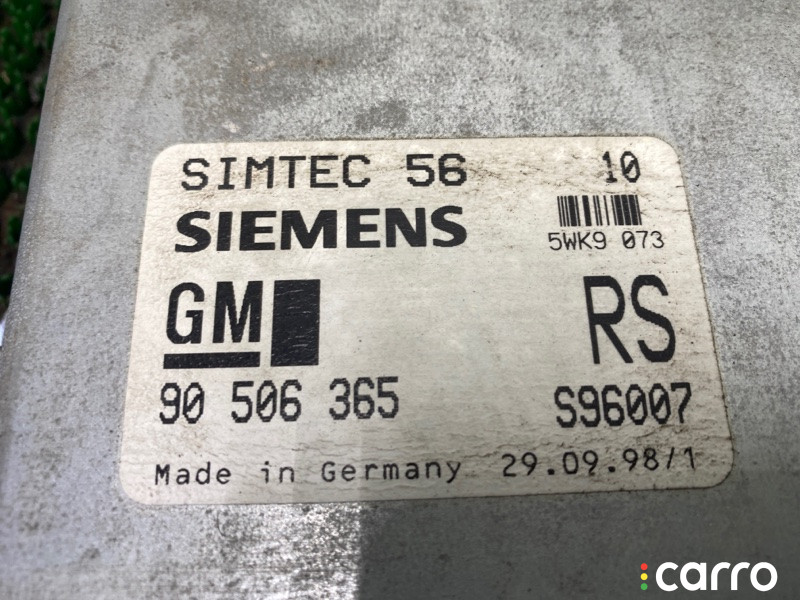 SIMTEC 56 10
SIEMENS
5WK9 073
GM RS
90 506 365 S96007
Made in Germany 29.09.98/1
carro